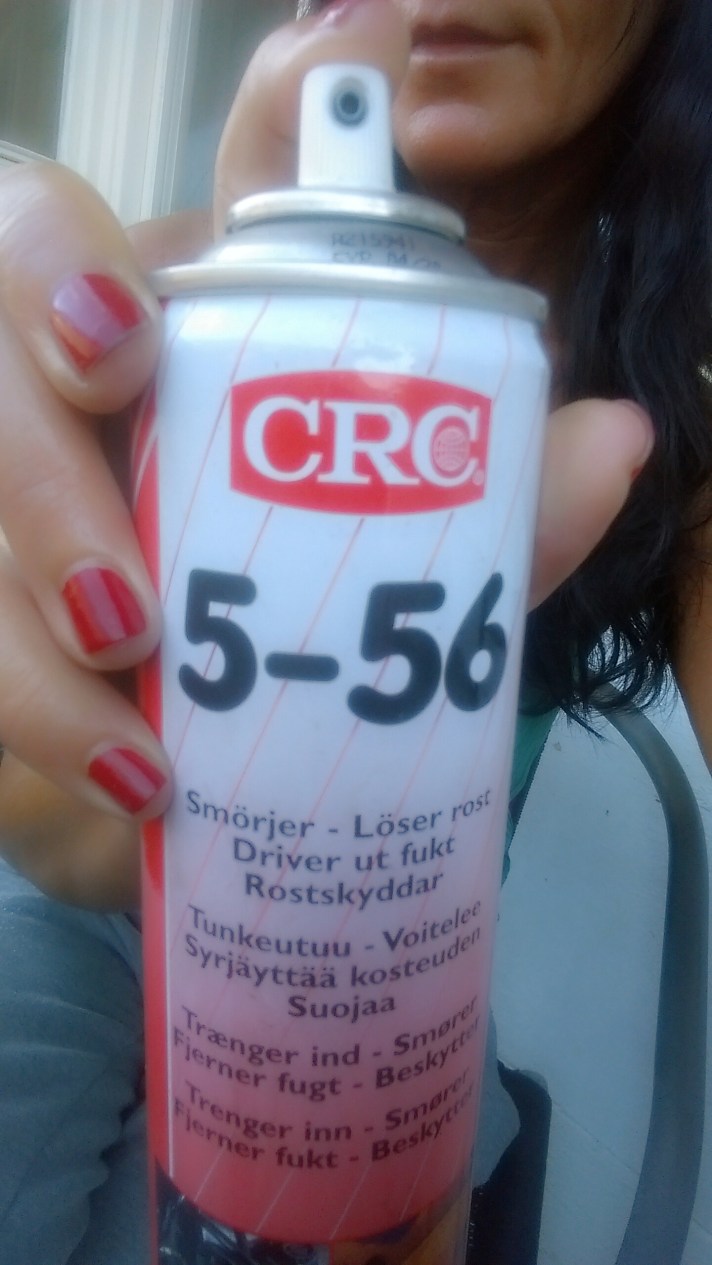 CRC
5-56
Smörjer - Löser rost
Driver ut fukt
Rostskyddar
Tunkeutuu - Voitelee
Syrjäyttää kosteuden
Suojaa
Trænger ind - Smører
Fjerner fugt - Beskytter
Trenger inn - Smører
Fjerner fukt - Beskytter